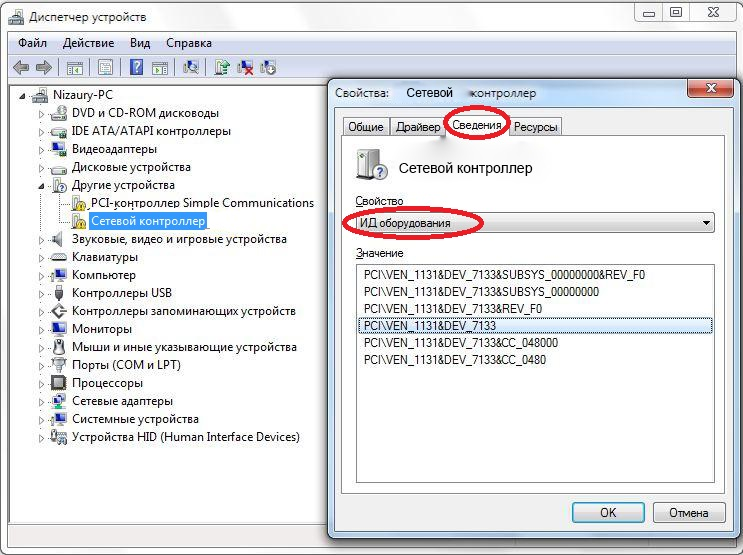 Диспетчер устройств
Файл Действие Вид Справка
Nizaury-PC
DVD и CD-ROM дисководы
IDE ATA/ATAPI контроллеры
Видеоадаптеры
Дисковые устройства
Другие устройства
PCI-контроллер Simple Communications
Сетевой контроллер
Звуковые, видео и игровые устройства
Клавиатуры
Компьютер
Контроллеры USB
Контроллеры запоминающих устройств
Мониторы
Мыши и иные указывающие устройства
Порты (COM и LPT)
Процессоры
Сетевые адаптеры
Системные устройства
Устройства HID (Human Interface Devices)
Свойства: Сетевой контроллер
Общие Драйвер Сведения Ресурсы
Сетевой контроллер
Свойство
ИД оборудования
Значение
PCI\VEN_1131&DEV_7133&SUBSYS_00000000&REV_F0
PCI\VEN_1131&DEV_7133&SUBSYS_00000000
PCI\VEN_1131&DEV_7133&REV_F0
PCI\VEN_1131&DEV_7133
PCI\VEN_1131&DEV_7133&CC_048000
PCI\VEN_1131&DEV_7133&CC_0480
OK Отмена